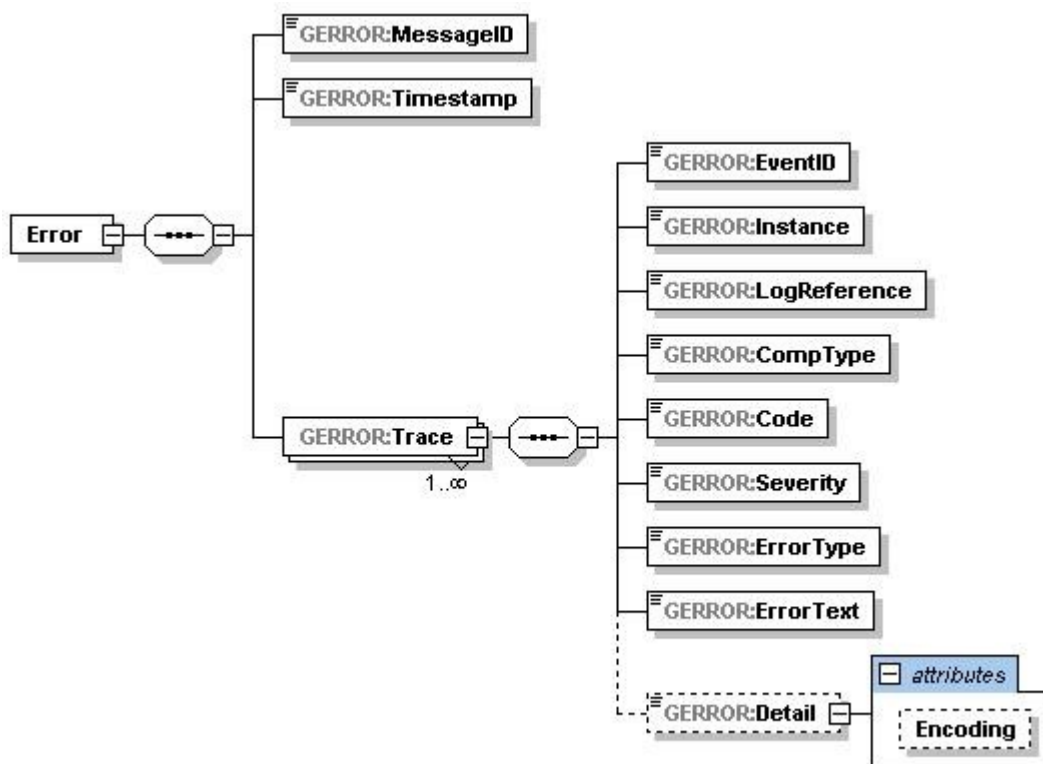 GERROR:MessageID
GERROR:Timestamp
Error
GERROR:Trace
1..∞
GERROR:EventID
GERROR:Instance
GERROR:LogReference
GERROR:CompType
GERROR:Code
GERROR:Severity
GERROR:ErrorType
GERROR:ErrorText
GERROR:Detail
attributes
Encoding